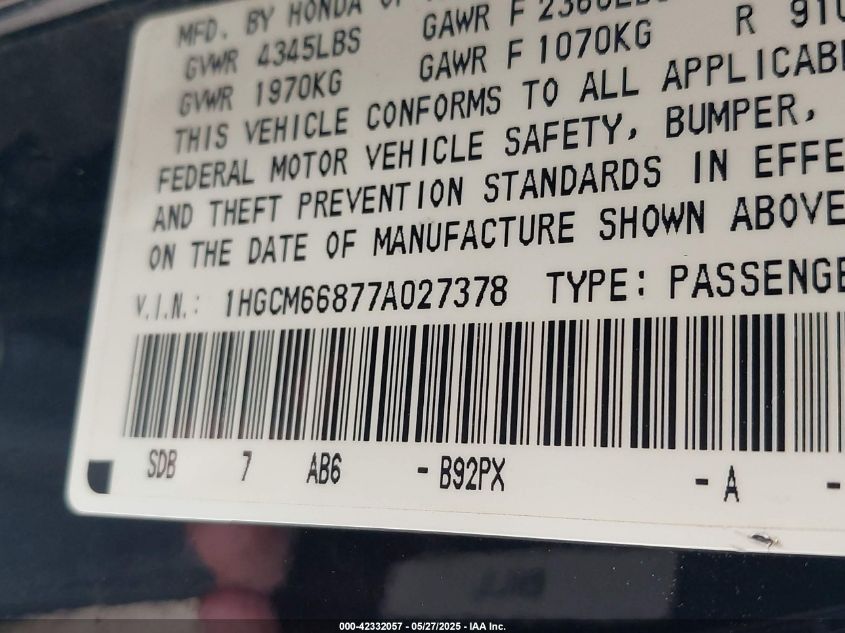 MFD. BY HONDA
GVWR 4345LBS GAWR F
GVWR 1970KG GAWR F 1070KG R
THIS VEHICLE CONFORMS TO ALL
FEDERAL MOTOR VEHICLE SAFETY, BUMPER,
AND THEFT PREVENTION STANDARDS IN
ON THE DATE OF MANUFACTURE SHOWN ABOVE
V.I.N.: 1HGCM66877A027378 TYPE:
SDB 7 AB6 - B92PX - A -
000-42332057 - 05/27/2025 - IAA Inc.